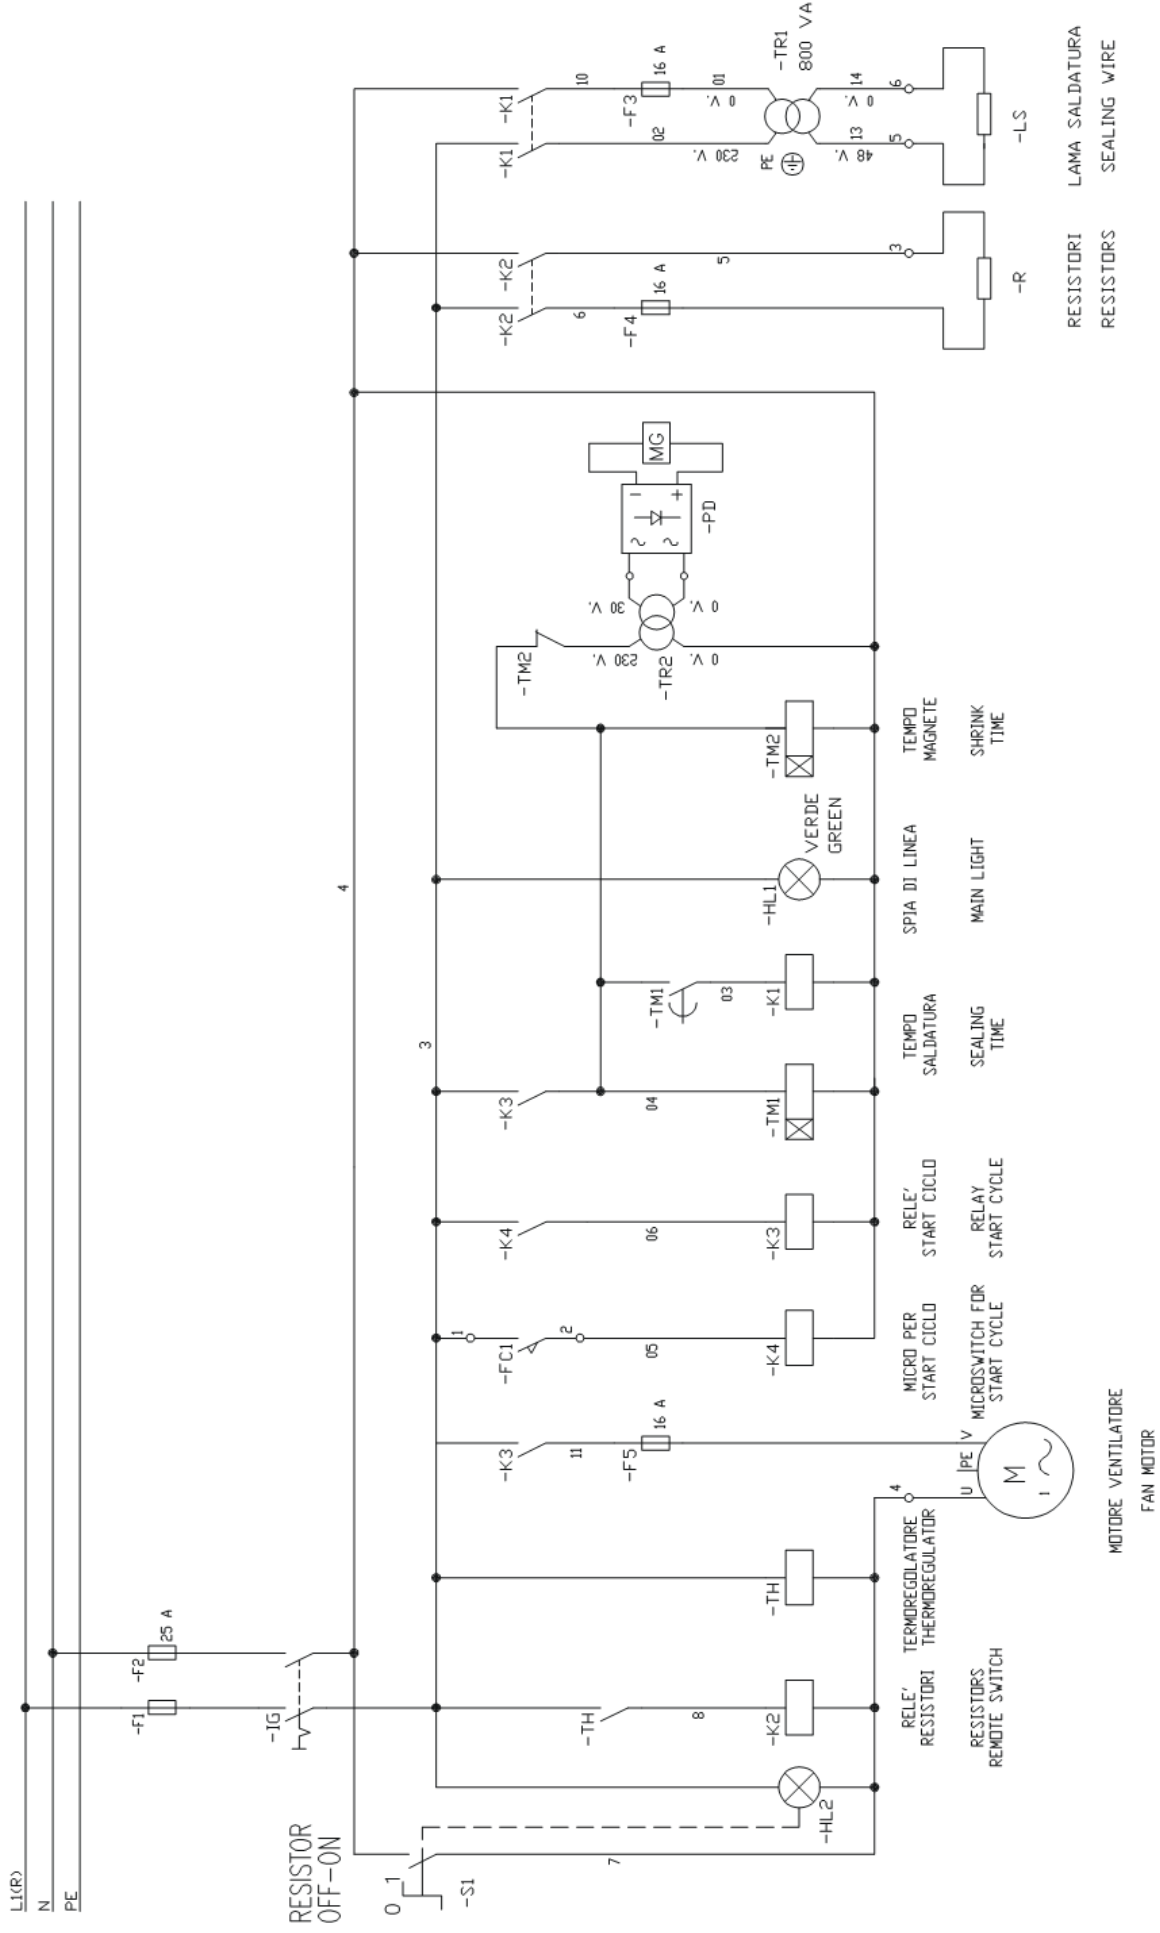 L1(R)
N
PE
-F1
-F2
25 A
-IG
RESISTOR
OFF-ON
0 1
-S1
7
-HL2
4
3
-TH
8
-K2
-TH
-K3
11
-F5
16 A
4
U
PE
V
M
1
-FC1
1
2
05
-K4
-K4
06
-K3
-K3
04
-TM1
-TM1
03
-K1
-HL1
VERDE
GREEN
-TM2
-TM2
230 V.
0 V.
-TR2
30 V.
0 V.
-PD
-
+
MG
-K2
-K2
6
5
-F4
16 A
3
-R
-K1
-K1
10
02
-F3
16 A
01
0 V.
230 V.
PE
-TR1
800 VA
14
13
0 V.
48 V.
6
5
-LS
RELE'
RESISTORI
RESISTORS
REMOTE SWITCH
TERMOREGOLATORE
THERMOREGULATOR
MOTORE VENTILATORE
FAN MOTOR
MICRO PER
START CICLO
MICROSWITCH FOR
START CYCLE
RELE'
START CICLO
RELAY
START CYCLE
TEMPO
SALDATURA
SEALING
TIME
SPIA DI LINEA
MAIN LIGHT
TEMPO
MAGNETE
SHRINK
TIME
RESISTORI
RESISTORS
LAMA SALDATURA
SEALING WIRE